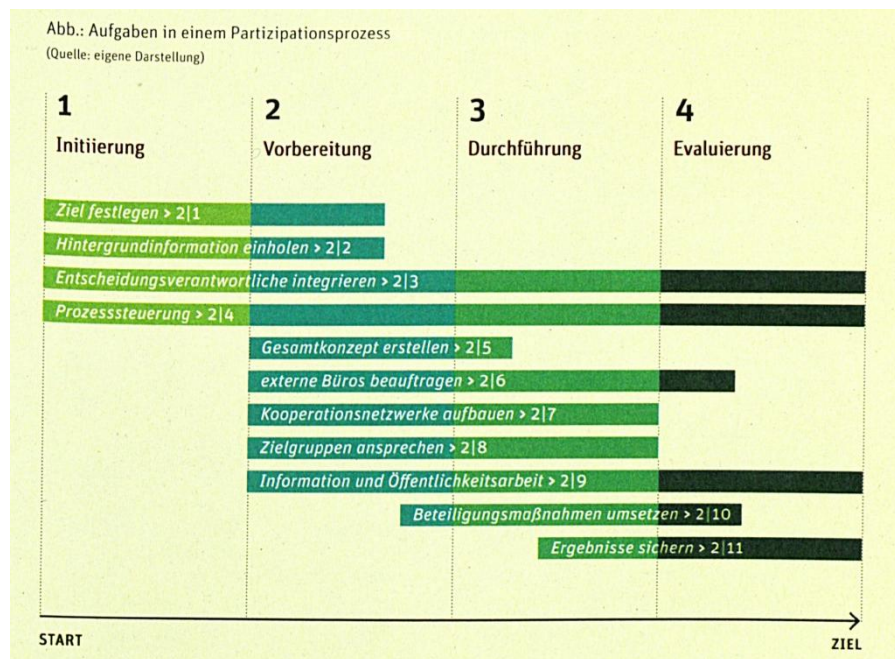 Abb.: Aufgaben in einem Partizipationsprozess
(Quelle: eigene Darstellung)
1
Initiierung
2
Vorbereitung
3
Durchführung
4
Evaluierung
Ziel festlegen > 2|1
Hintergrundinformation einholen > 2|2
Entscheidungsverantwortliche integrieren > 2|3
Prozesssteuerung > 2|4
Gesamtkonzept erstellen > 2|5
externe Büros beauftragen > 2|6
Kooperationsnetzwerke aufbauen > 2|7
Zielgruppen ansprechen > 2|8
Information und Öffentlichkeitsarbeit > 2|9
Beteiligungsmaßnahmen umsetzen > 2|10
Ergebnisse sichern > 2|11
START
ZIEL